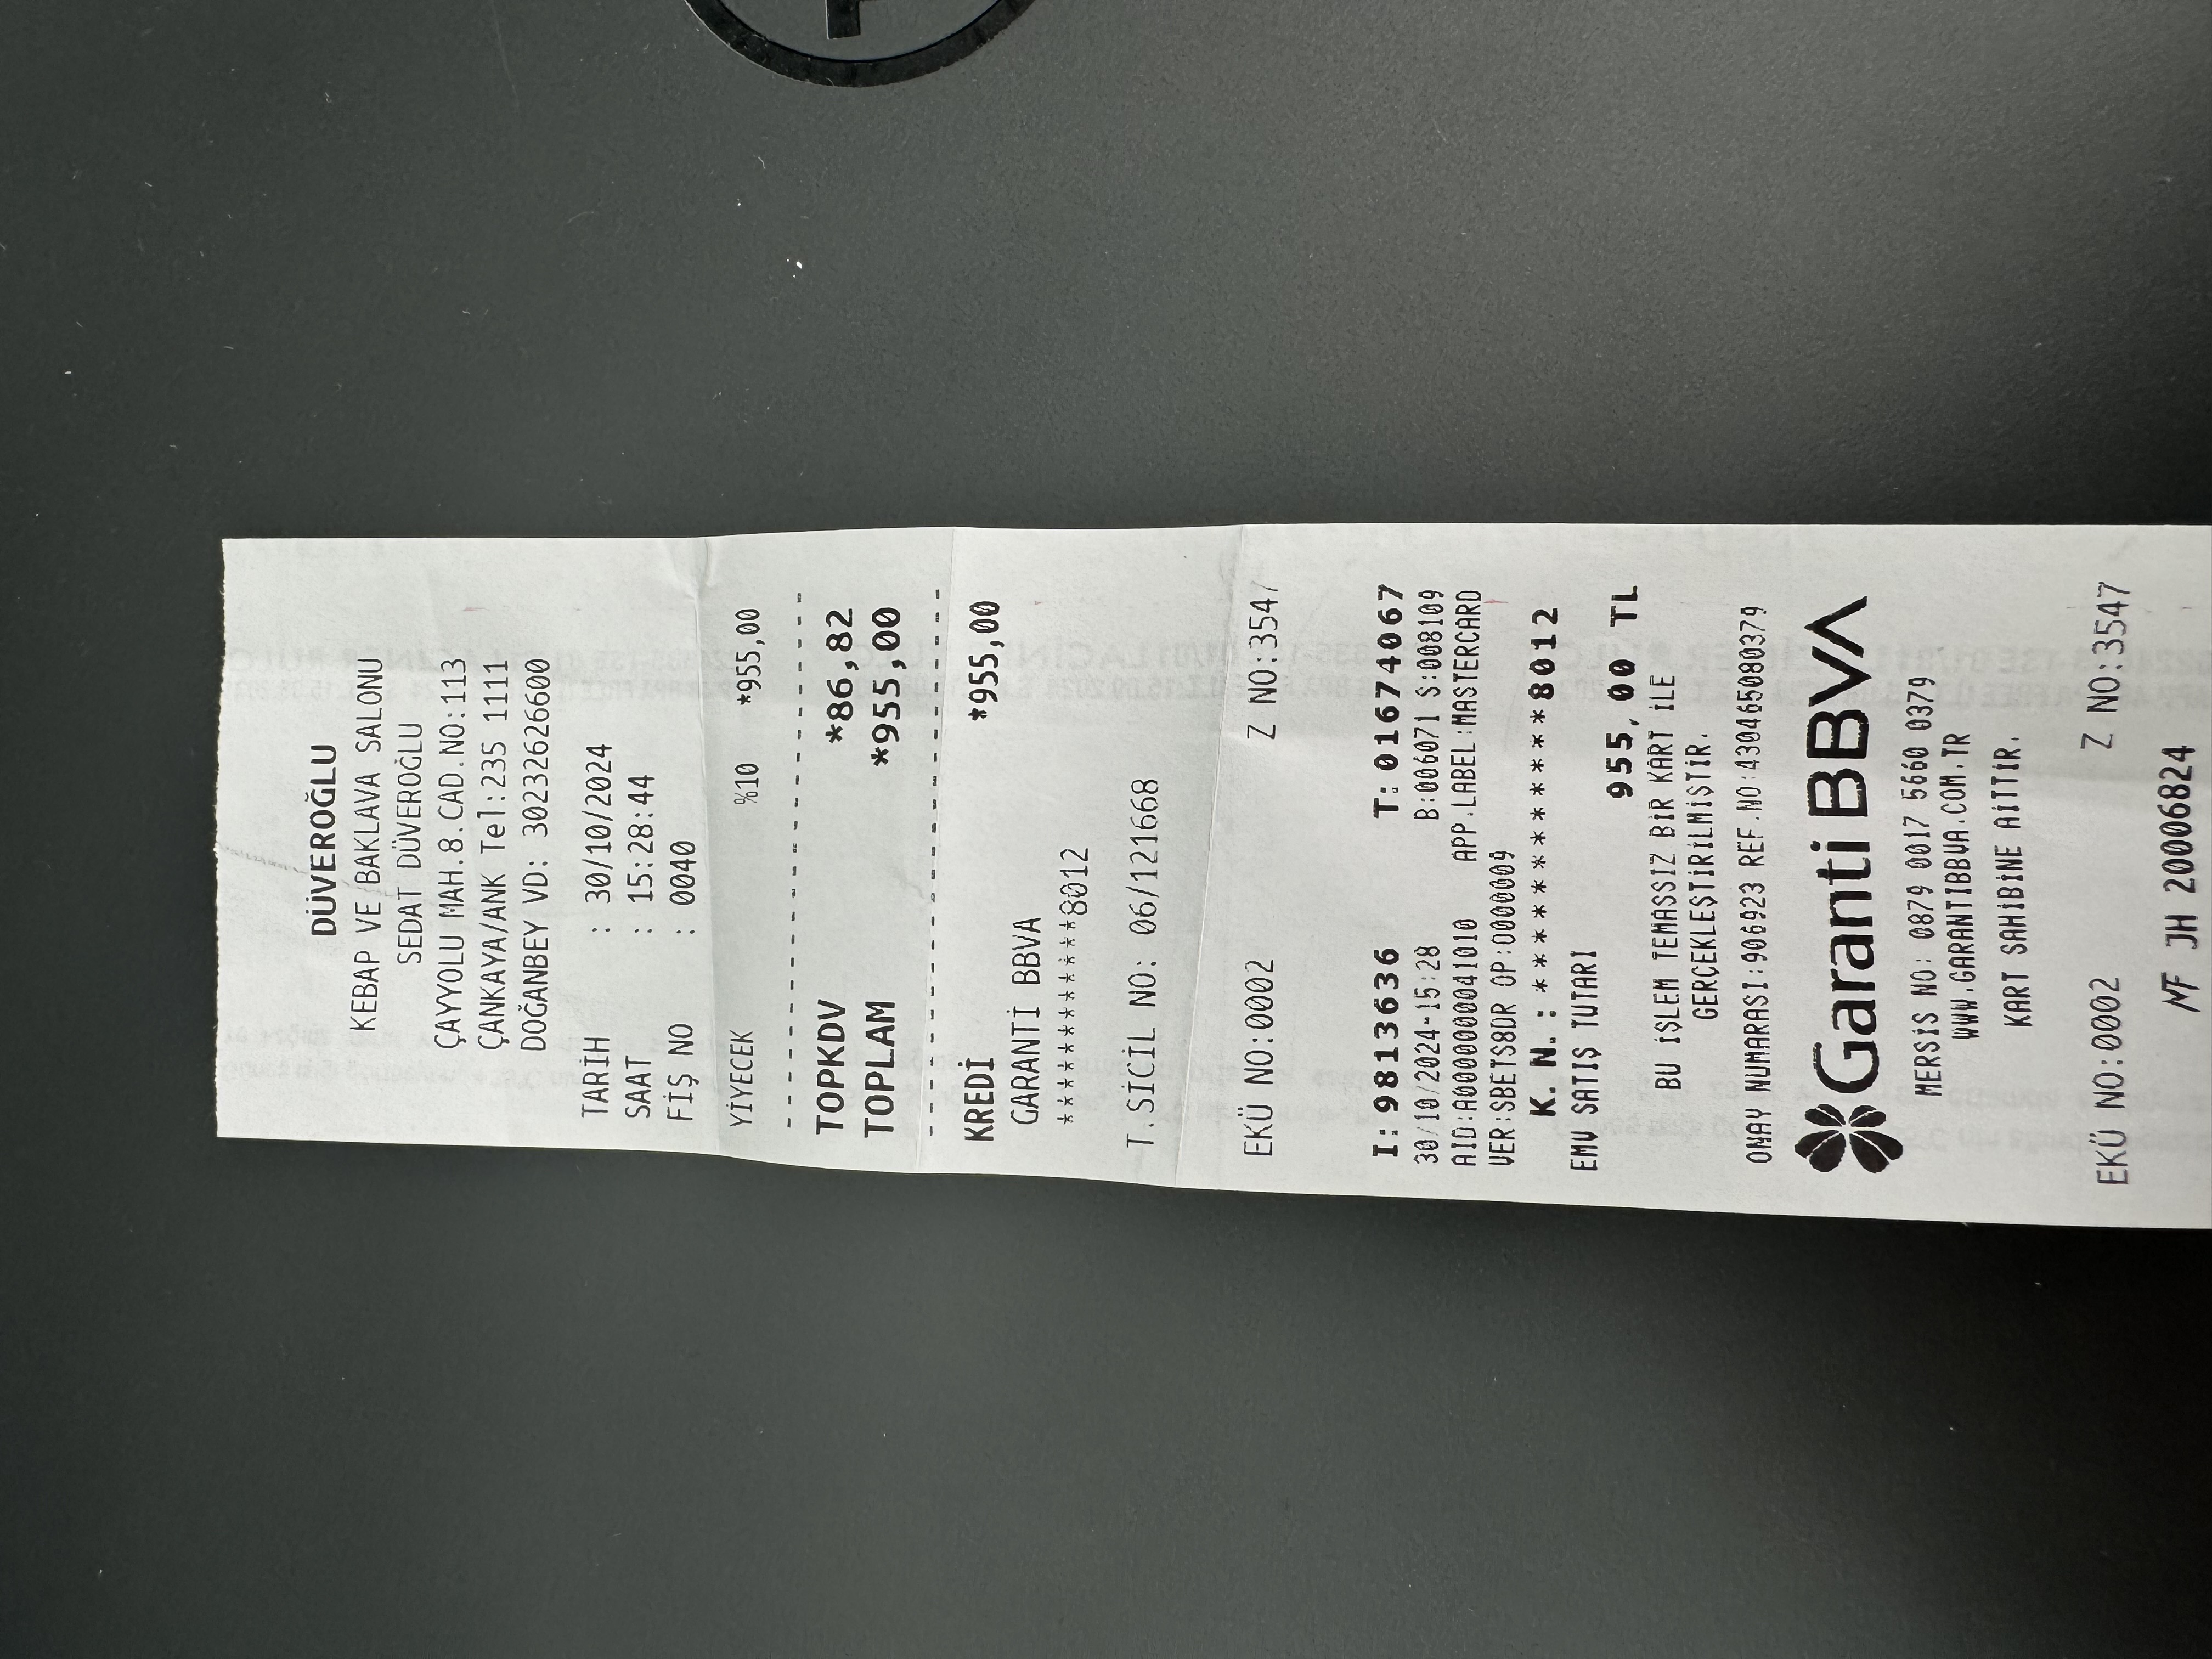 DÜVEROĞLU
KEBAP VE BAKLAVA SALONU
SEDAT DÜVEROĞLU
ÇAYYOLU MAH.8.CAD.NO:113
ÇANKAYA/ANK Tel:235 1111
DOĞANBEY VD: 30232626600
TARİH : 30/10/2024
SAAT : 15:28:44
FİŞ NO : 0040
YİYECEK %10 *955,00
TOPKDV *86,82
TOPLAM *955,00
KREDİ *955,00
GARANTİ BBVA
************8012
T.SİCİL NO: 06/121668
EKÜ NO:0002 Z NO:3547
I: 9813636 T: 01674067
30/10/2024-15:28 B:006071 S:008109
AID:A0000000041010 APP.LABEL:MASTERCARD
VER:SBETS8DR OP:0000009
K. N. : ************8012
EMV SATIŞ TUTARI
955,00 TL
BU İŞLEM TEMASSIZ BİR KART İLE
GERÇEKLEŞTİRİLMİŞTİR.
ONAY NUMARASI:906923 REF.NO:430465080379
Garanti BBVA
MERSİS NO: 0879 0017 5660 0379
WWW.GARANTIBBVA.COM.TR
KART SAHİBİNE AİTTİR.
EKÜ NO:0002 Z NO:3547
MF JH 20006824